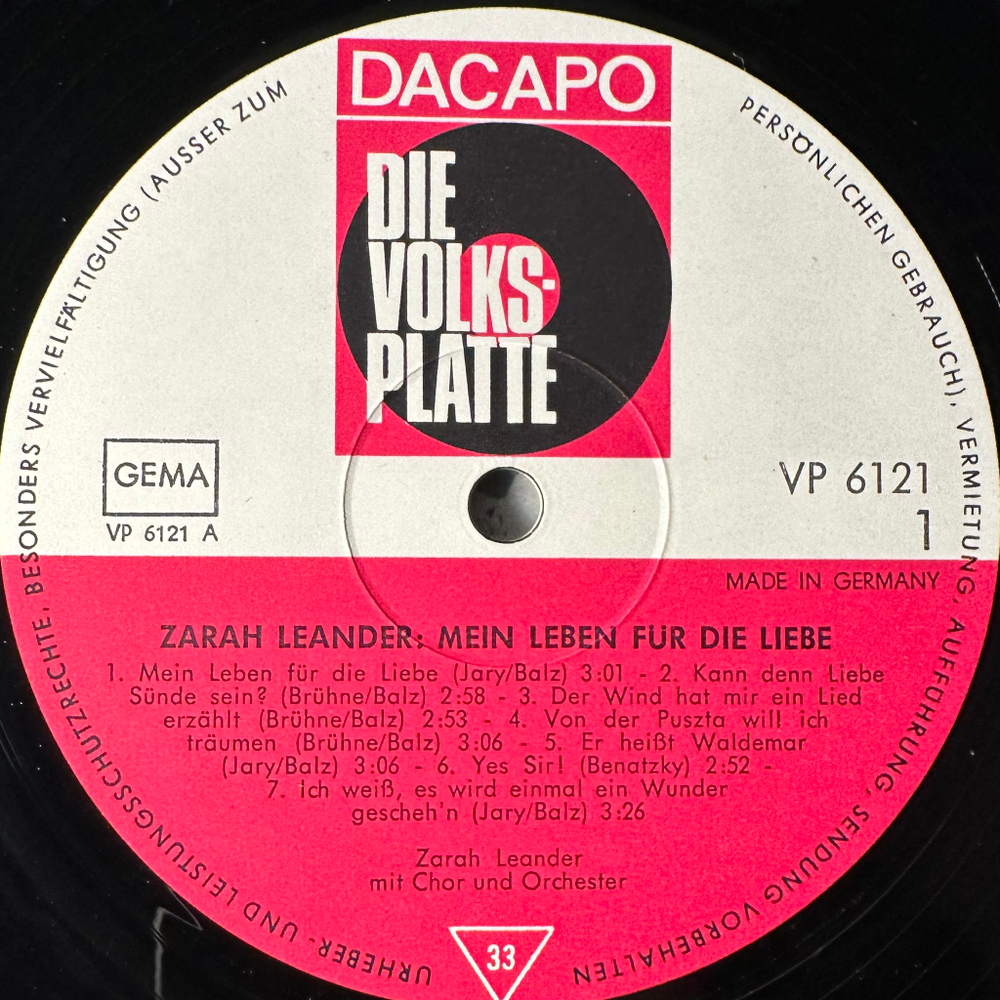 DACAPO
DIE
VOLKS-
PLATTE
GEMA
VP 6121 A
VP 6121
1
MADE IN GERMANY
ZARAH LEANDER: MEIN LEBEN FÜR DIE LIEBE
1. Mein Leben für die Liebe (Jary/Balz) 3:01 - 2. Kann denn Liebe
Sünde sein? (Brühne/Balz) 2:58 - 3. Der Wind hat mir ein Lied
erzählt (Brühne/Balz) 2:53 - 4. Von der Puszta will ich
träumen (Brühne/Balz) 3:06 - 5. Er heißt Waldemar
(Jary/Balz) 3:06 - 6. Yes Sir! (Benatzky) 2:52 -
7. ich weiß, es wird einmal ein Wunder
gescheh'n (Jary/Balz) 3:26
Zarah Leander
mit Chor und Orchester
33
URHEBER- UND LEISTUNGSSCHUTZRECHTE, BESONDERS VERVIELFÄLTIGUNG (AUSSER ZUM PERSÖNLICHEN GEBRAUCH), VERMIETUNG, AUFFÜHRUNG, SENDUNG VORBEHALTEN